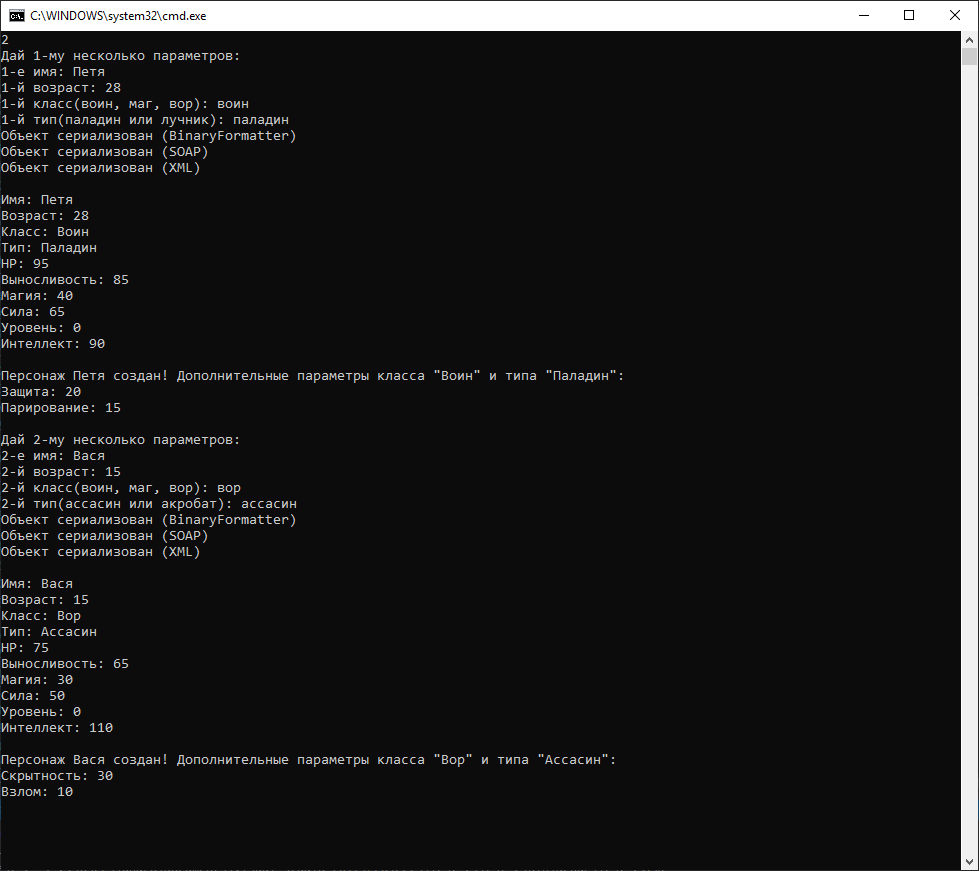 C:\WINDOWS\system32\cmd.exe
2
Дай 1-му несколько параметров:
1-е имя: Петя
1-й возраст: 28
1-й класс(воин, маг, вор): воин
1-й тип(паладин или лучник): паладин
Объект сериализован (BinaryFormatter)
Объект сериализован (SOAP)
Объект сериализован (XML)
Имя: Петя
Возраст: 28
Класс: Воин
Тип: Паладин
HP: 95
Выносливость: 85
Магия: 40
Сила: 65
Уровень: 0
Интеллект: 90
Персонаж Петя создан! Дополнительные параметры класса "Воин" и типа "Паладин":
Защита: 20
Парирование: 15
Дай 2-му несколько параметров:
2-е имя: Вася
2-й возраст: 15
2-й класс(воин, маг, вор): вор
2-й тип(ассасин или акробат): ассасин
Объект сериализован (BinaryFormatter)
Объект сериализован (SOAP)
Объект сериализован (XML)
Имя: Вася
Возраст: 15
Класс: Вор
Тип: Ассасин
HP: 75
Выносливость: 65
Магия: 30
Сила: 50
Уровень: 0
Интеллект: 110
Персонаж Вася создан! Дополнительные параметры класса "Вор" и типа "Ассасин":
Скрытность: 30
Взлом: 10